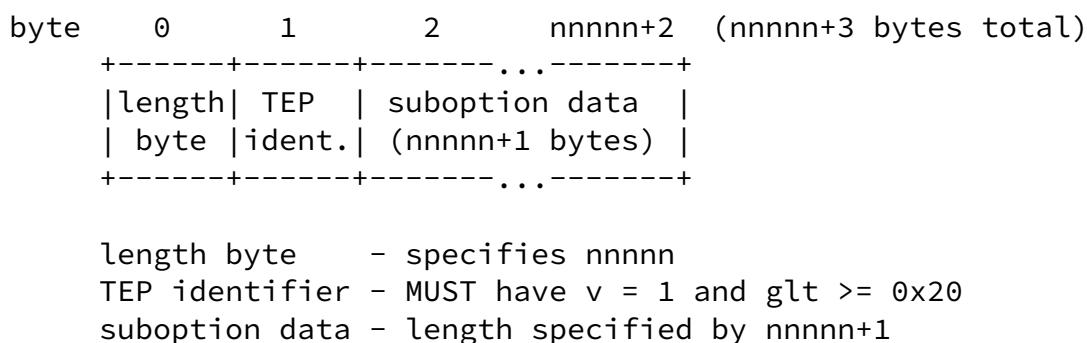 byte    0       1        2       nnnnn+2  (nnnnn+3 bytes total)
     +------+------+-------...-------+
     |length| TEP  | suboption data  |
     | byte |ident.| (nnnnn+1 bytes) |
     +------+------+-------...-------+
     length byte    - specifies nnnnn
     TEP identifier - MUST have v = 1 and glt >= 0x20
     suboption data - length specified by nnnnn+1